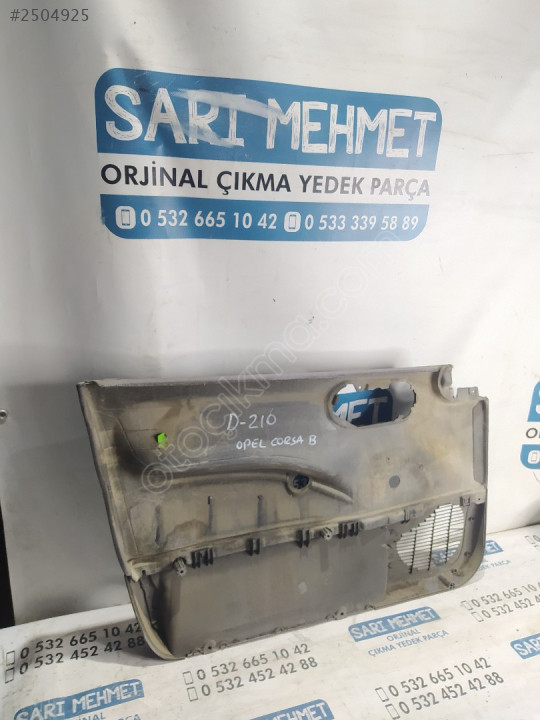 #2504925
SARI MEHMET
ORJİNAL ÇIKMA YEDEK PARÇA
0 532 665 10 42 0 533 339 58 89
D-210
OPEL CORSA B
MET
otocikma.com
0 532 665 10 42
0 532 452 42 88
SARI MEHMET
0 532 665 10 42
0 532 452 42 88
SARI MEHMET
ORJİNAL
ÇIKMA YEDEK PARÇA
0 532 665 10 42
0 532 452 42 88